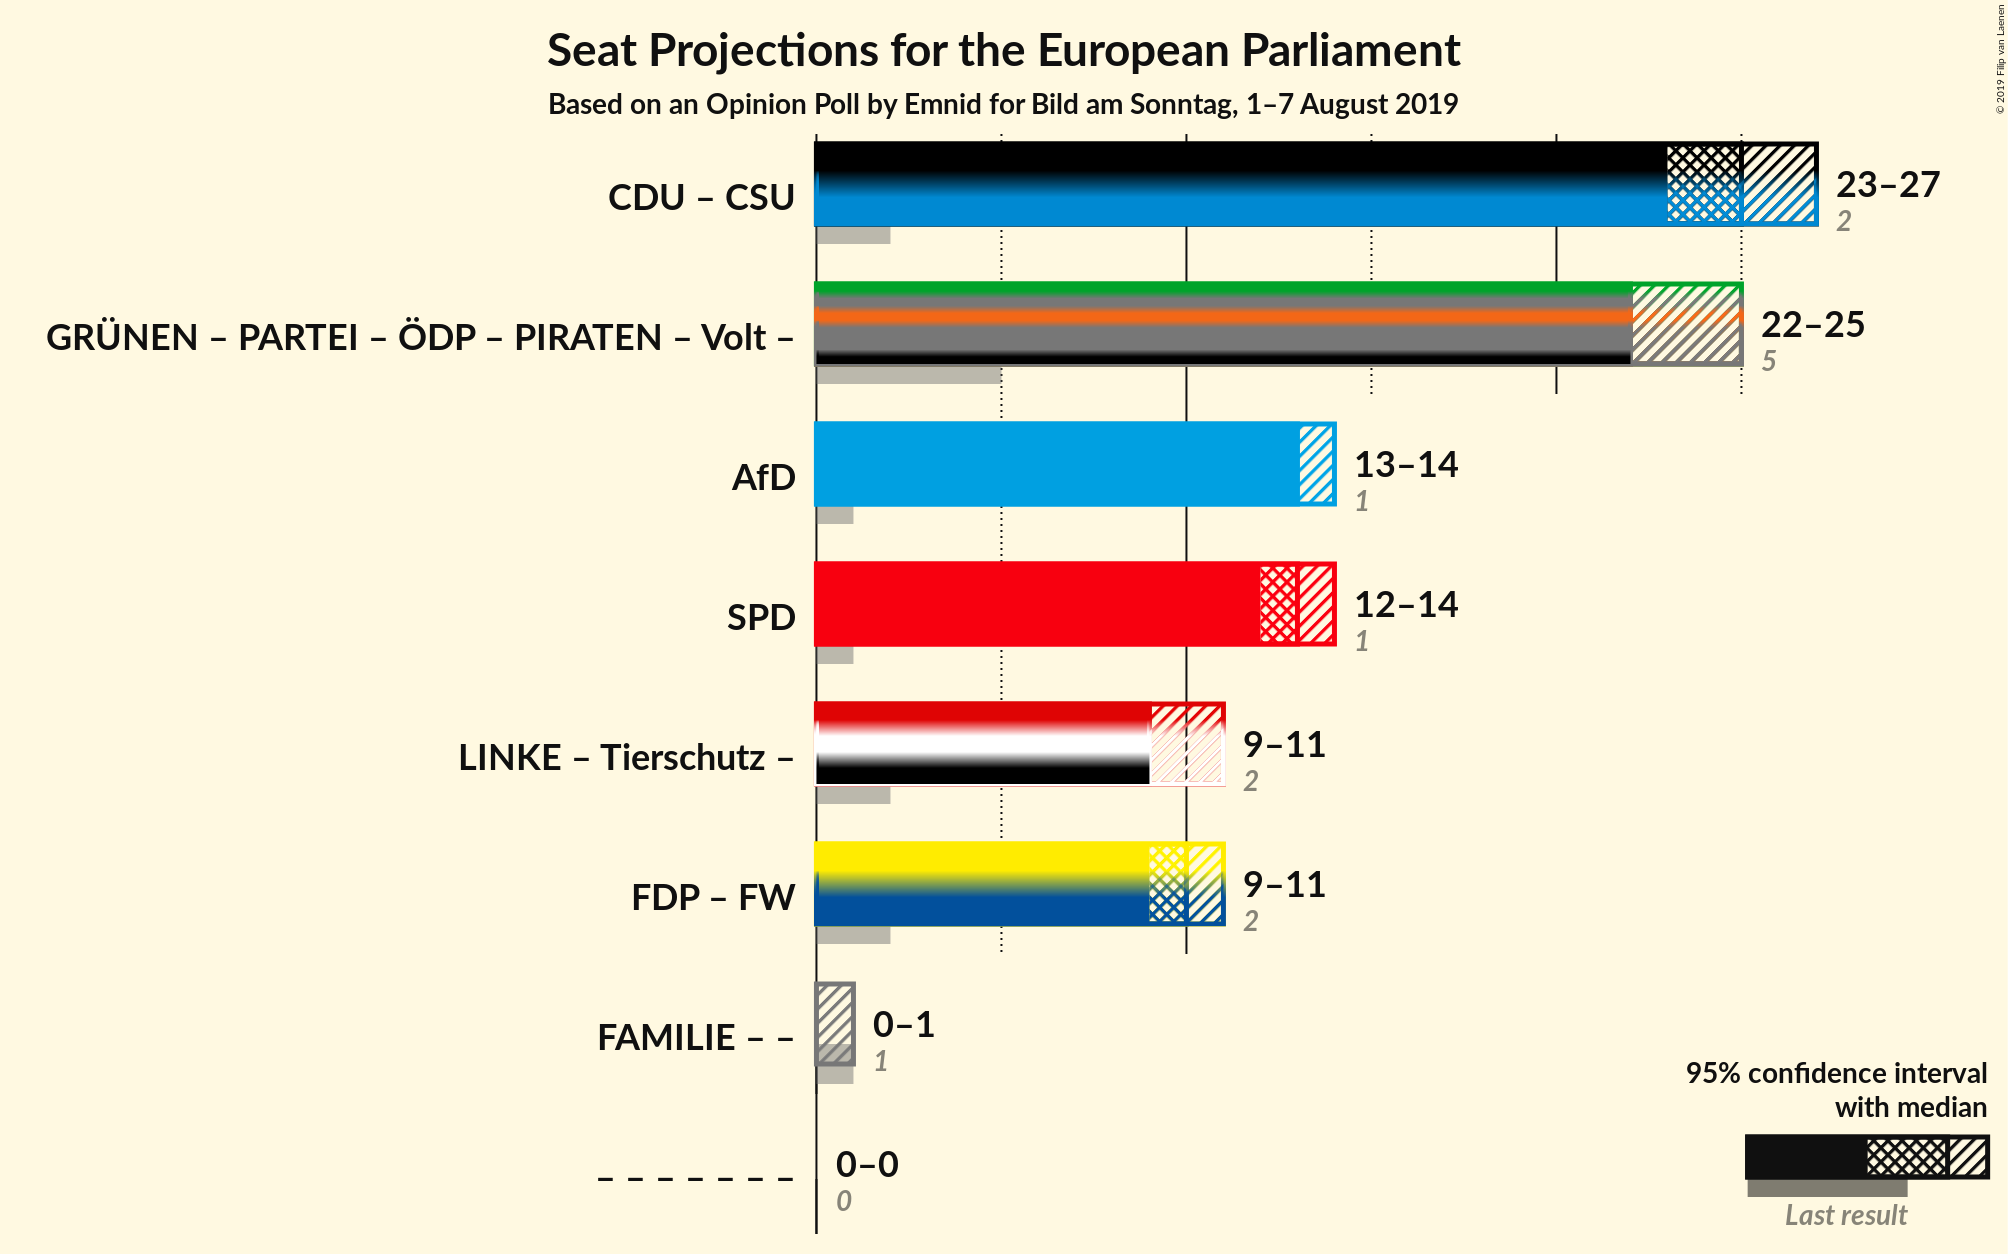 Seat Projections for the European Parliament
Based on an Opinion Poll by Emnid for Bild am Sonntag, 1–7 August 2019
© 2019 Filip van Laenen
CDU – CSU
23–27
2
GRÜNEN – PARTEI – ÖDP – PIRATEN – Volt –
22–25
5
AfD
13–14
1
SPD
12–14
1
LINKE – Tierschutz –
9–11
2
FDP – FW
9–11
2
FAMILIE – –
0–1
1
– – – – – – –
0–0
0
95% confidence interval
with median
Last result